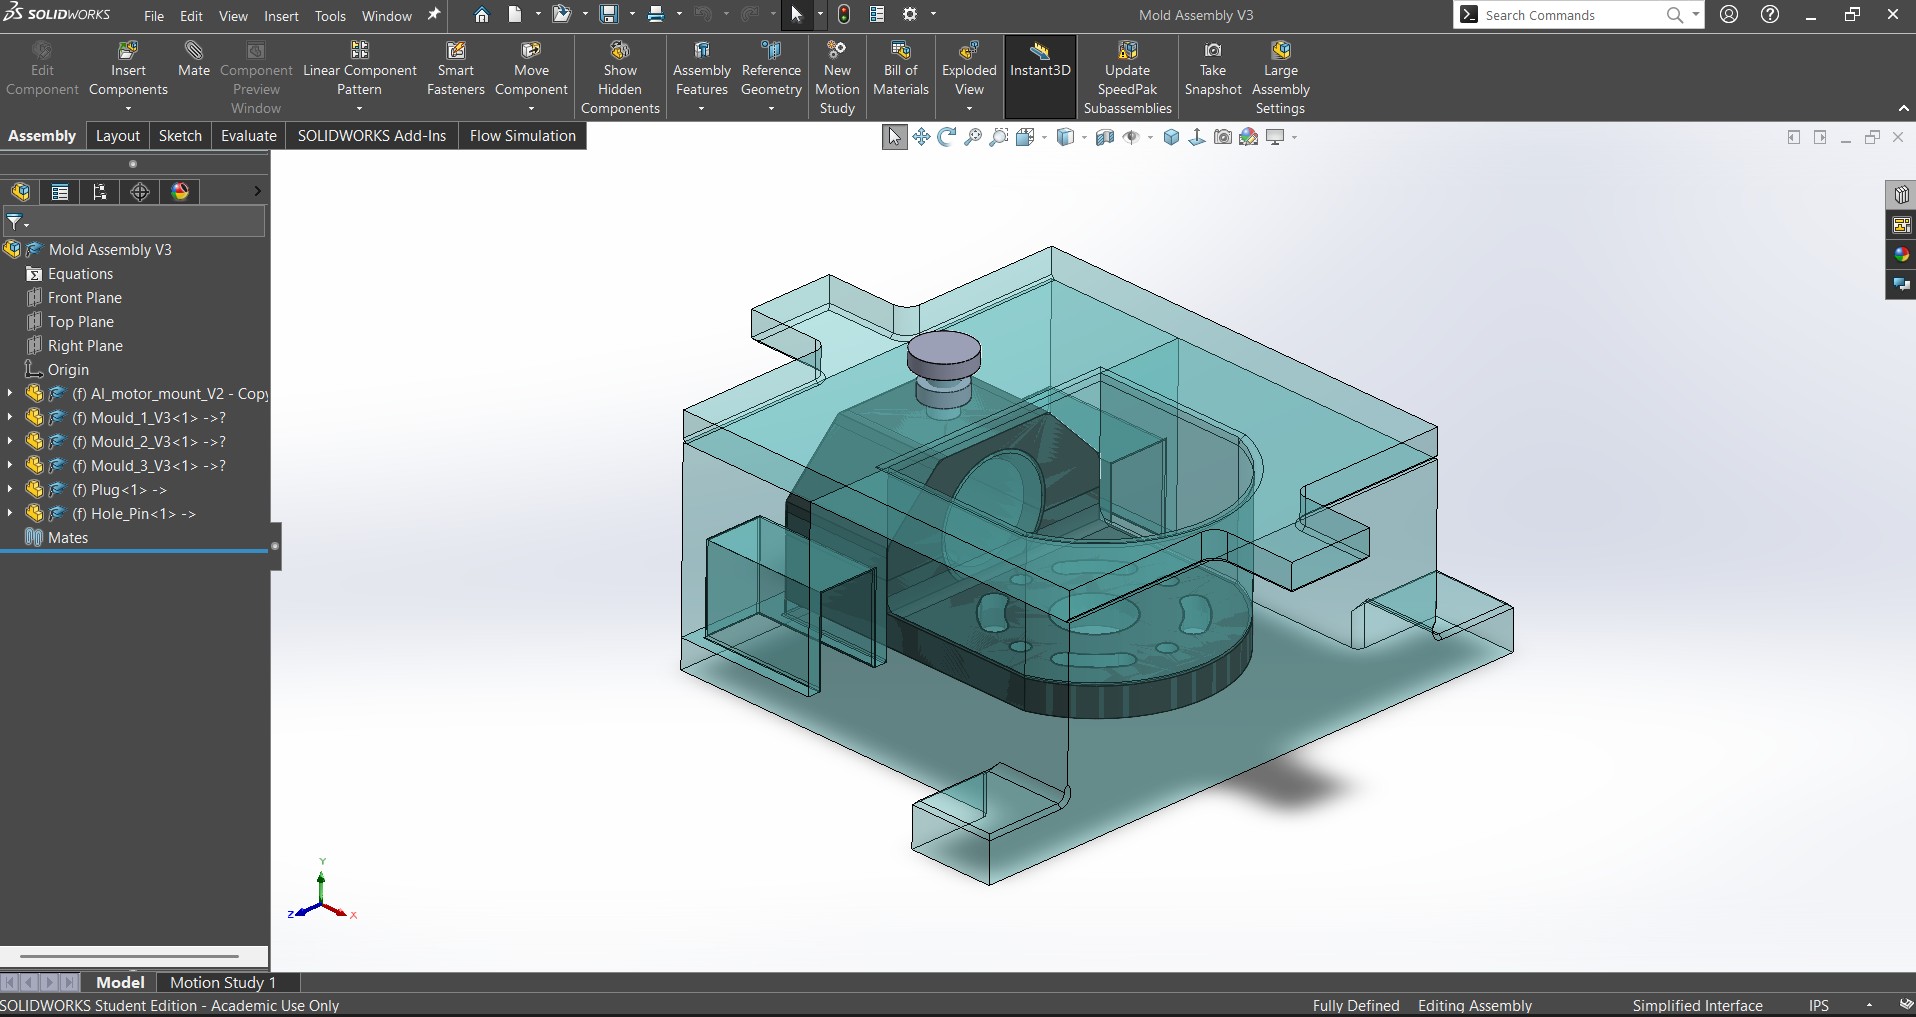 SOLIDWORKS File Edit View Insert Tools Window Mold Assembly V3 Search Commands
Edit Component
Insert Components
Mate
Component Preview Window
Linear Component Pattern
Smart Fasteners
Move Component
Show Hidden Components
Assembly Features
Reference Geometry
New Motion Study
Bill of Materials
Exploded View
Instant3D
Update SpeedPak Subassemblies
Take Snapshot
Large Assembly Settings
Assembly Layout Sketch Evaluate SOLIDWORKS Add-Ins Flow Simulation
Mold Assembly V3
Equations
Front Plane
Top Plane
Right Plane
Origin
(f) Al_motor_mount_V2 - Copy
(f) Mould_1_V3<1> ->?
(f) Mould_2_V3<1> ->?
(f) Mould_3_V3<1> ->?
(f) Plug<1> ->
(f) Hole_Pin<1> ->
Mates
Y
Z X
Model Motion Study 1
SOLIDWORKS Student Edition - Academic Use Only Fully Defined Editing Assembly Simplified Interface IPS